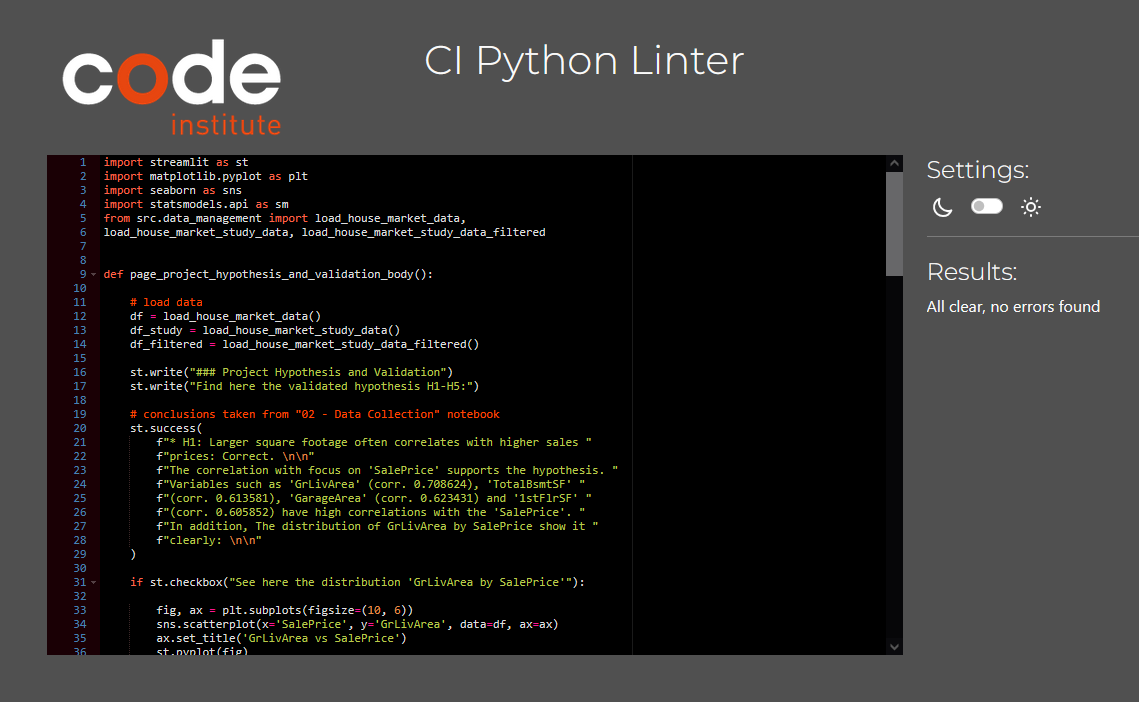 code
institute
CI Python Linter
1 import streamlit as st
2 import matplotlib.pyplot as plt
3 import seaborn as sns
4 import statsmodels.api as sm
5 from src.data_management import load_house_market_data,
6 load_house_market_study_data, load_house_market_study_data_filtered
7
8
9 def page_project_hypothesis_and_validation_body():
10
11     # load data
12     df = load_house_market_data()
13     df_study = load_house_market_study_data()
14     df_filtered = load_house_market_study_data_filtered()
15
16     st.write("### Project Hypothesis and Validation")
17     st.write("Find here the validated hypothesis H1-H5:")
18
19     # conclusions taken from "02 - Data Collection" notebook
20     st.success(
21         f"* H1: Larger square footage often correlates with higher sales "
22         f"prices: Correct. \n\n"
23         f"The correlation with focus on 'SalePrice' supports the hypothesis. "
24         f"Variables such as 'GrLivArea' (corr. 0.708624), 'TotalBsmtSF' "
25         f"(corr. 0.613581), 'GarageArea' (corr. 0.623431) and '1stFlrSF' "
26         f"(corr. 0.605852) have high correlations with the 'SalePrice'. "
27         f"In addition, The distribution of GrLivArea by SalePrice show it "
28         f"clearly: \n\n"
29     )
30
31     if st.checkbox("See here the distribution 'GrLivArea by SalePrice'"):
32
33         fig, ax = plt.subplots(figsize=(10, 6))
34         sns.scatterplot(x='SalePrice', y='GrLivArea', data=df, ax=ax)
35         ax.set_title('GrLivArea vs SalePrice')
36         st.pyplot(fig)
Settings:
Results:
All clear, no errors found